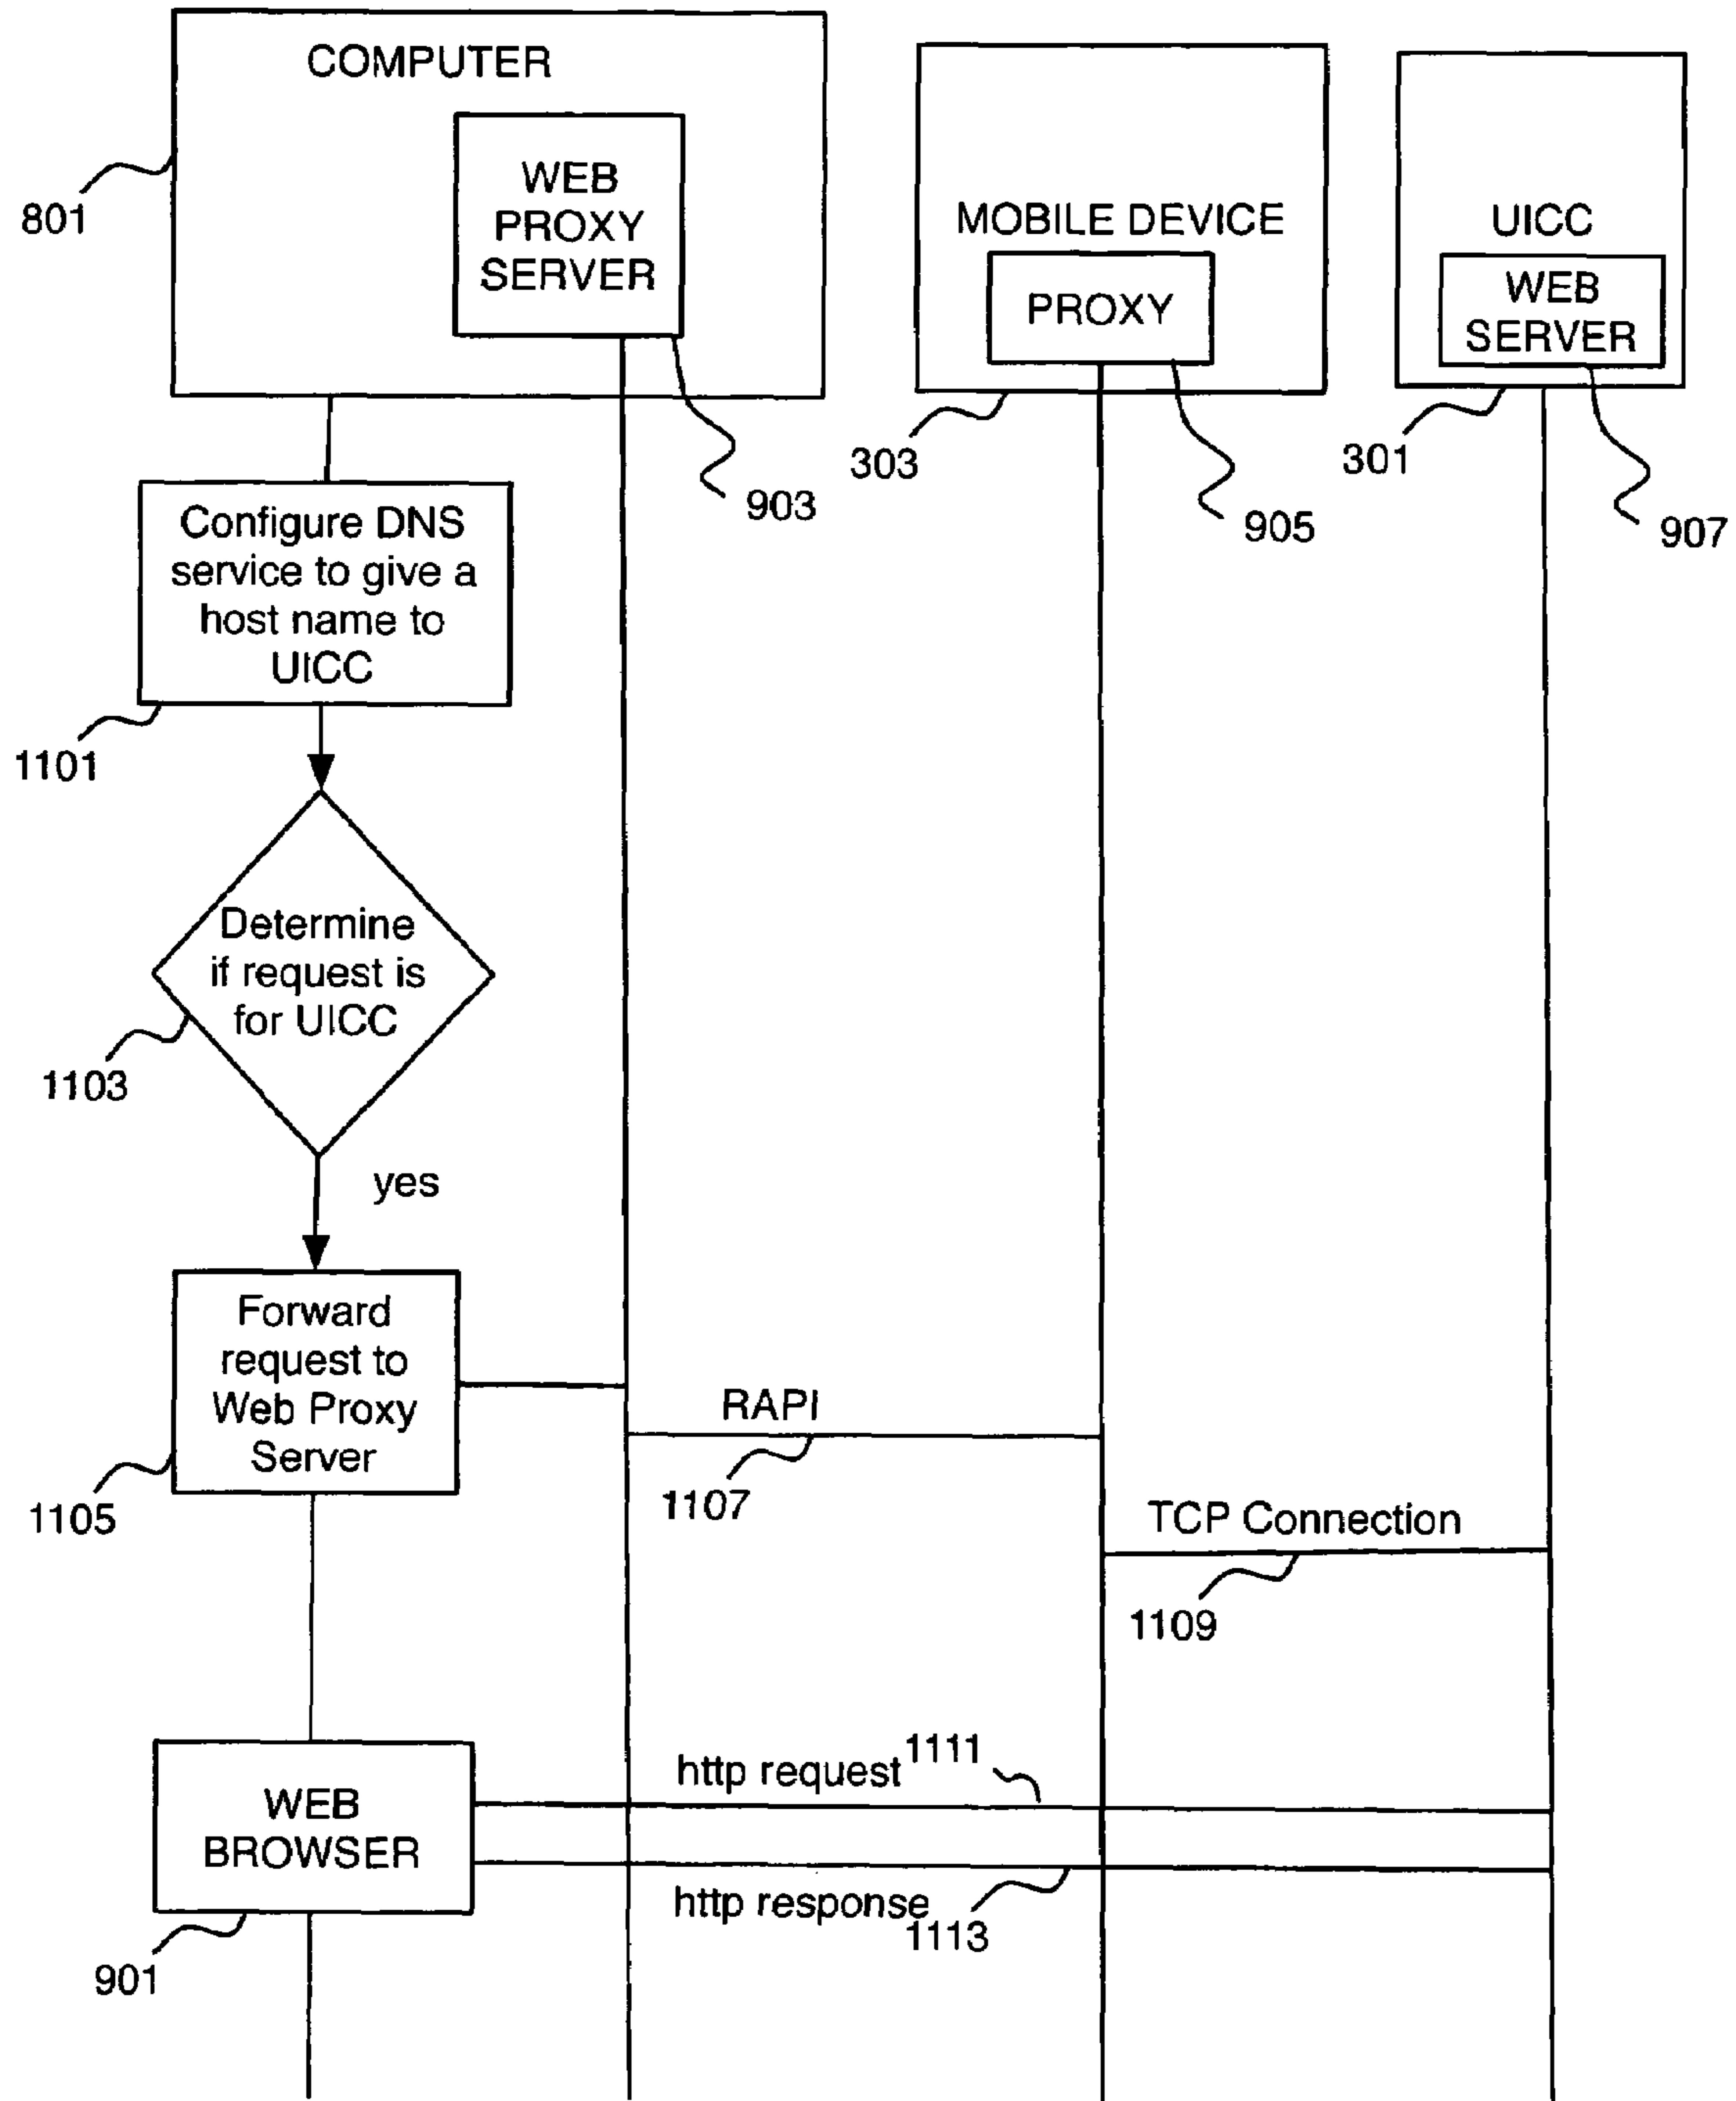 COMPUTER
WEB
PROXY
SERVER
801
903
MOBILE DEVICE
PROXY
303
905
UICC
WEB
SERVER
301
907
Configure DNS
service to give a
host name to
UICC
1101
Determine
if request is
for UICC
1103
yes
Forward
request to
Web Proxy
Server
1105
RAPI
1107
TCP Connection
1109
WEB
BROWSER
901
http request
1111
http response
1113